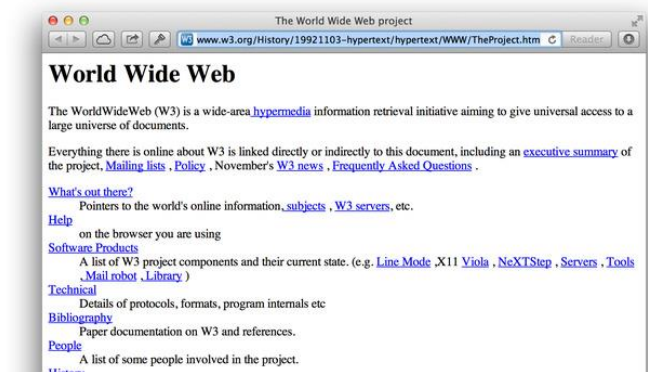 The World Wide Web project
www.w3.org/History/19921103-hypertext/hypertext/WWW/TheProject.htm
Reader
World Wide Web
The WorldWideWeb (W3) is a wide-area hypermedia information retrieval initiative aiming to give universal access to a
large universe of documents.
Everything there is online about W3 is linked directly or indirectly to this document, including an executive summary of
the project, Mailing lists , Policy , November's W3 news , Frequently Asked Questions .
What's out there?
Pointers to the world's online information, subjects , W3 servers, etc.
Help
on the browser you are using
Software Products
A list of W3 project components and their current state. (e.g. Line Mode ,X11 Viola , NeXTStep , Servers , Tools
, Mail robot , Library )
Technical
Details of protocols, formats, program internals etc
Bibliography
Paper documentation on W3 and references.
People
A list of some people involved in the project.